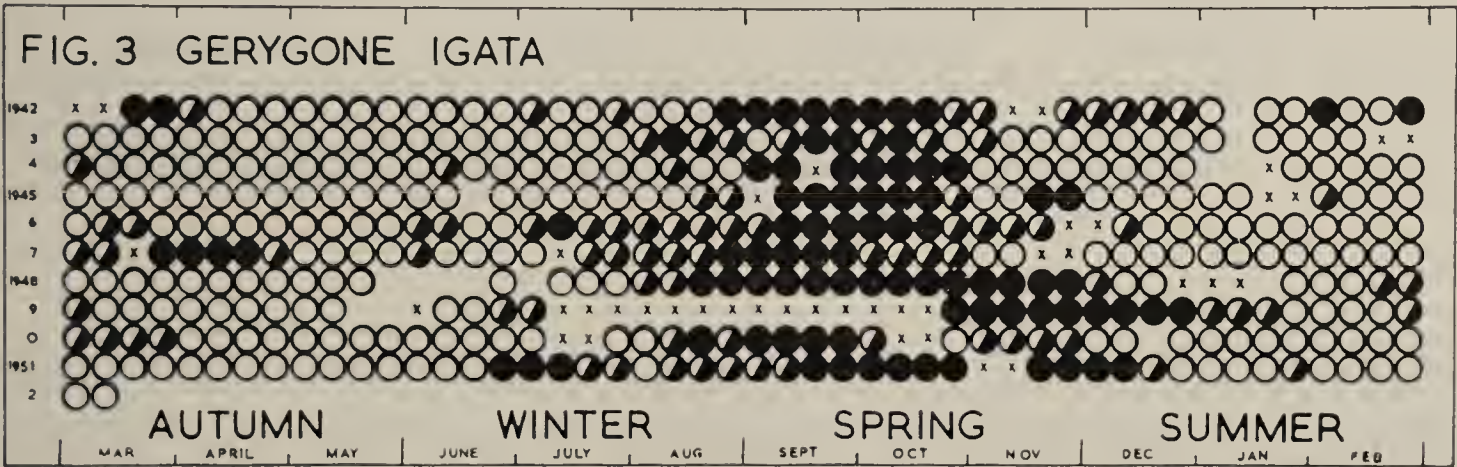 FIG. 3 GERYGONE IGATA
1942 x x x x
3 x x
4 x x
1945 x x x
6 x x
7 x x x x
1948 x x x
9 x x x x x x x x x x x x x x x
0 x x x x
1951 x x
2
AUTUMN WINTER SPRING SUMMER
MAR APRIL MAY JUNE JULY AUG SEPT OCT NOV DEC JAN FEB